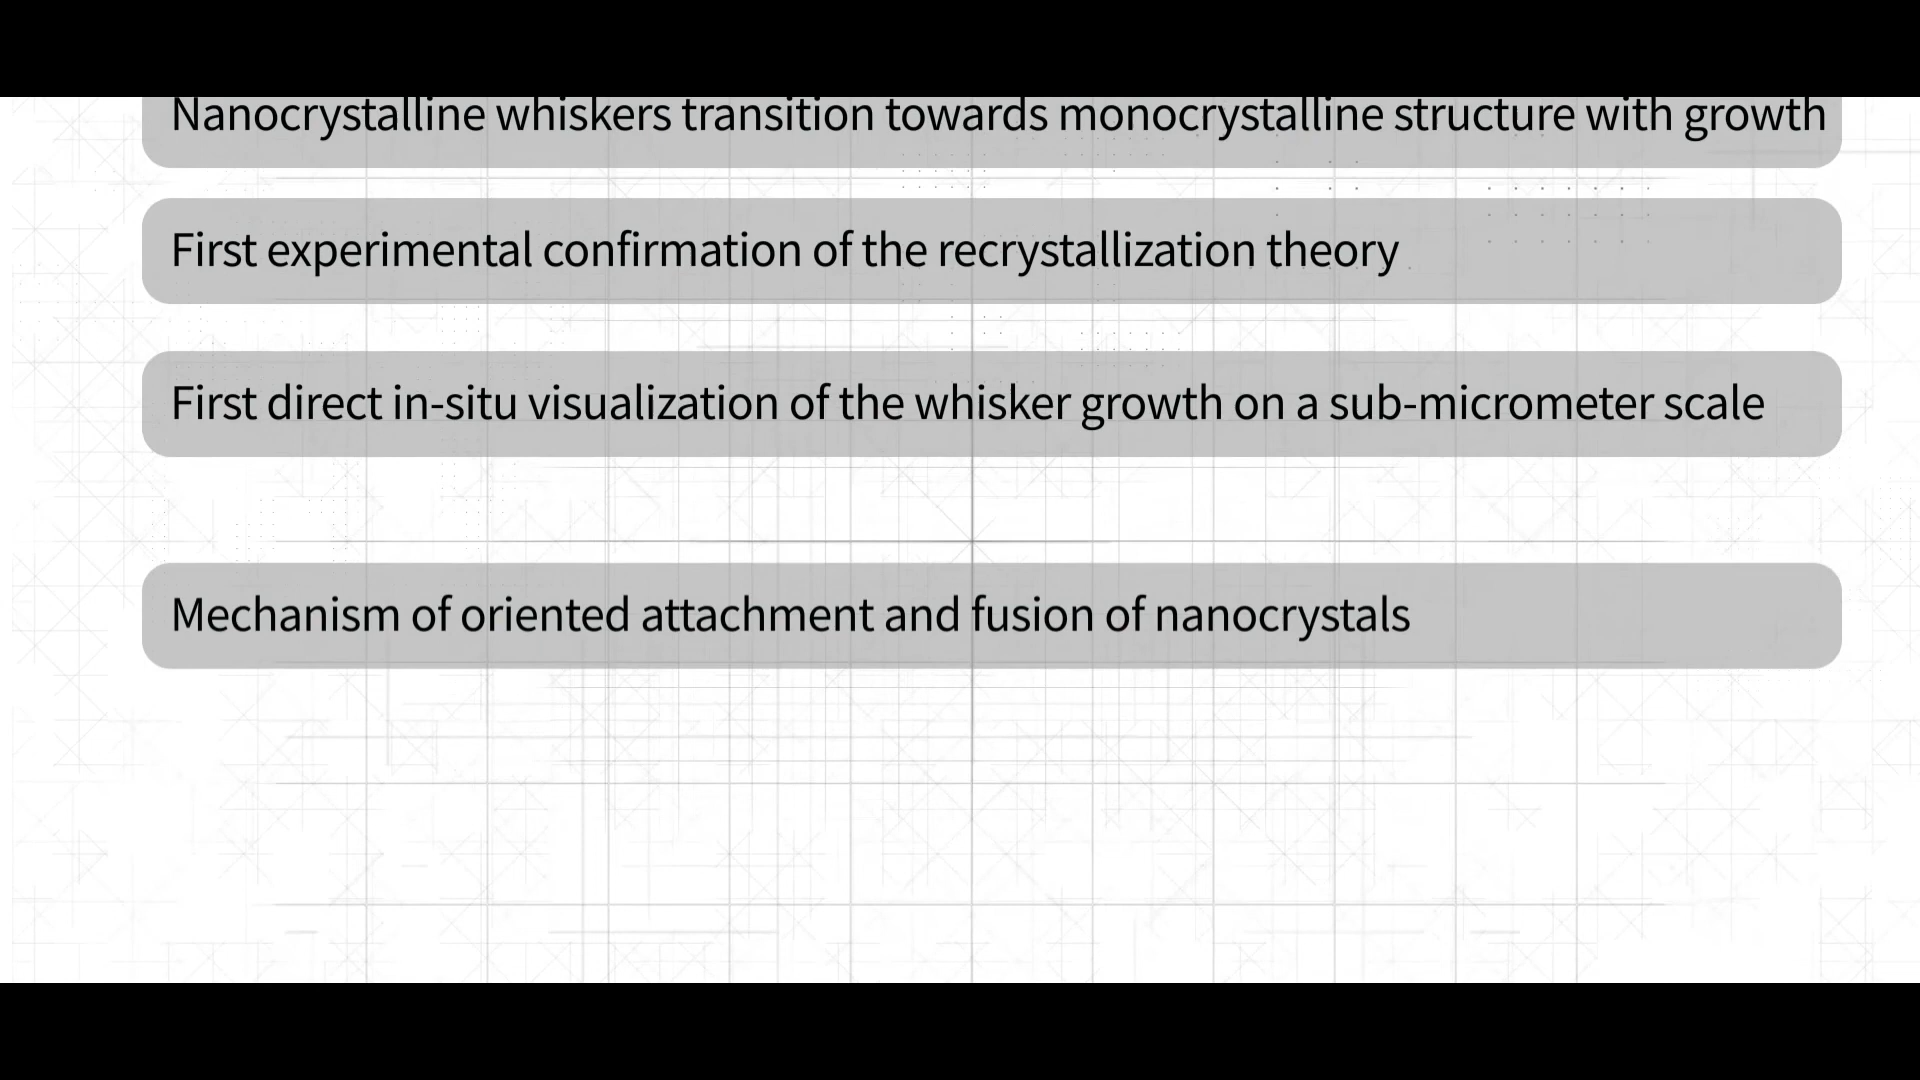 Nanocrystalline whiskers transition towards monocrystalline structure with growth
First experimental confirmation of the recrystallization theory
First direct in-situ visualization of the whisker growth on a sub-micrometer scale
Mechanism of oriented attachment and fusion of nanocrystals